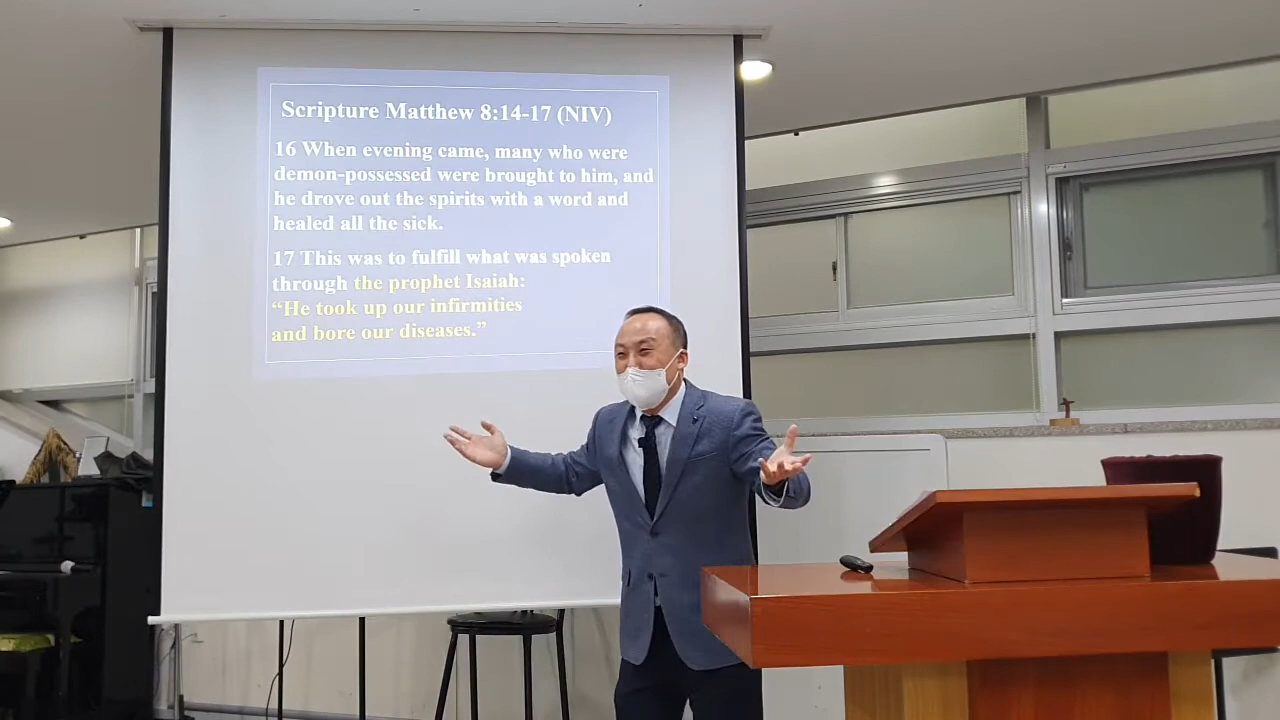 Scripture Matthew 8:14-17 (NIV)
16 When evening came, many who were
demon-possessed were brought to him, and
he drove out the spirits with a word and
healed all the sick.
17 This was to fulfill what was spoken
through the prophet Isaiah:
“He took up our infirmities
and bore our diseases.”